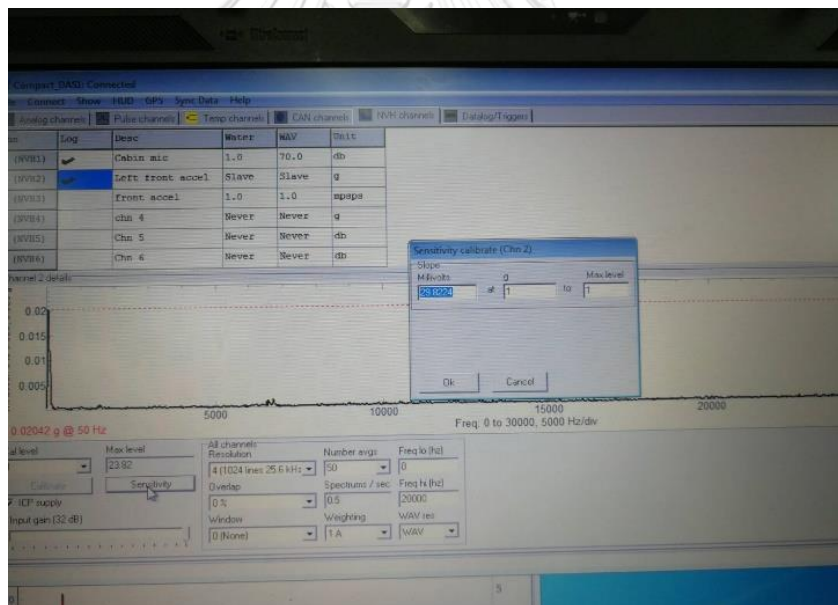 Compact_DAS1: Connected
Connect Show HUD GPS Sync Data Help
Analog channels Pulse channels Temp channels CAN channels NVH channels Datalog/Triggers
Log Desc Water WAV Unit
(NVH1) Cabin mic 1.0 70.0 db
(NVH2) Left front accel Slave Slave g
(NVH3) front accel 1.0 1.0 mpsps
(NVH4) chn 4 Never Never g
(NVH5) Chn 5 Never Never db
(NVH6) Chn 6 Never Never db
Sensitivity calibrate (Chn 2)
Slope
Millivolts g Max level
29.8224 at 1 to 1
Ok Cancel
Channel 2 details
0.02
0.015
0.01
0.005
5000 10000 15000 20000
0.02042 g @ 50 Hz
Freq: 0 to 30000, 5000 Hz/div
Max level
23.82
Calibrate Sensitivity
ICP supply
Input gain (32 dB)
All channels
Resolution Number avgs Freq lo (hz)
4 (1024 lines 25.6 kHz 50 0
Overlap Spectrums / sec Freq hi (hz)
0 % 0.5 20000
Window Weighting WAV res
0 (None) 1 A WAV
5